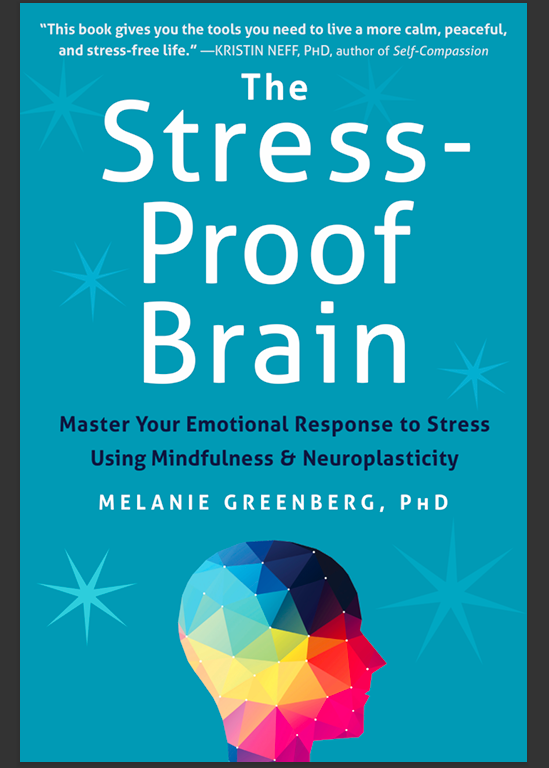 “This book gives you the tools you need to live a more calm, peaceful,
and stress-free life.” —KRISTIN NEFF, PHD, author of Self-Compassion
The
Stress-
Proof
Brain
Master Your Emotional Response to Stress
Using Mindfulness & Neuroplasticity
MELANIE GREENBERG, PHD